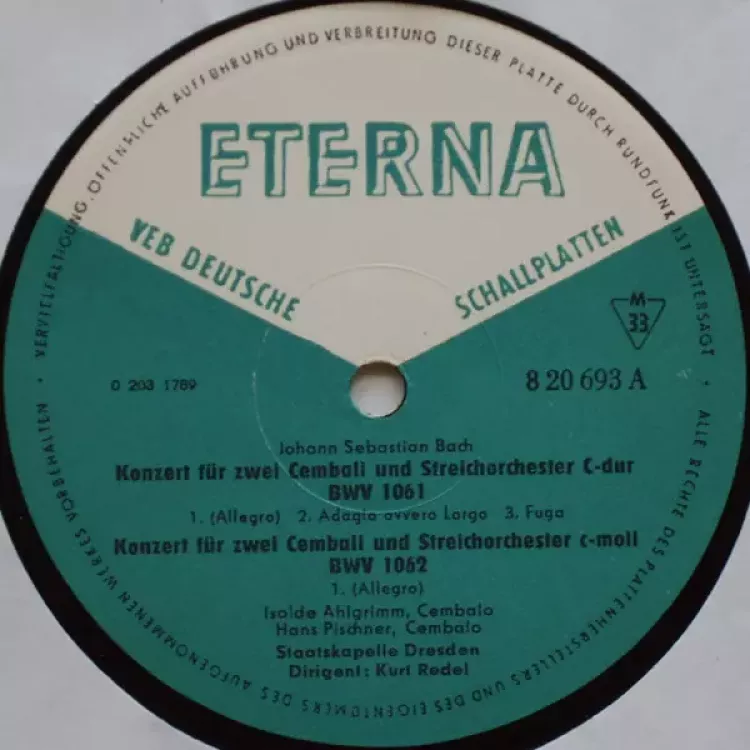 ETERNA
VEB DEUTSCHE SCHALLPLATTEN
M
33
0 203 1789
8 20 693 A
Johann Sebastian Bach
Konzert für zwei Cembali und Streichorchester C-dur
BWV 1061
1. (Allegro) 2. Adagio ovvero Largo 3. Fuga
Konzert für zwei Cembali und Streichorchester c-moll
BWV 1062
1. (Allegro)
Isolde Ahlgrimm, Cembalo
Hans Pischner, Cembalo
Staatskapelle Dresden
Dirigent: Kurt Redel
ALLE RECHTE DES PLATTENHERSTELLERS UND DES EIGENTÜMERS DES AUFGENOMMENEN WERKES VORBEHALTEN · VERVIELFÄLTIGUNG, ÖFFENTLICHE AUFFÜHRUNG UND VERBREITUNG DIESER PLATTE DURCH RUNDFUNK IST UNTERSAGT ·